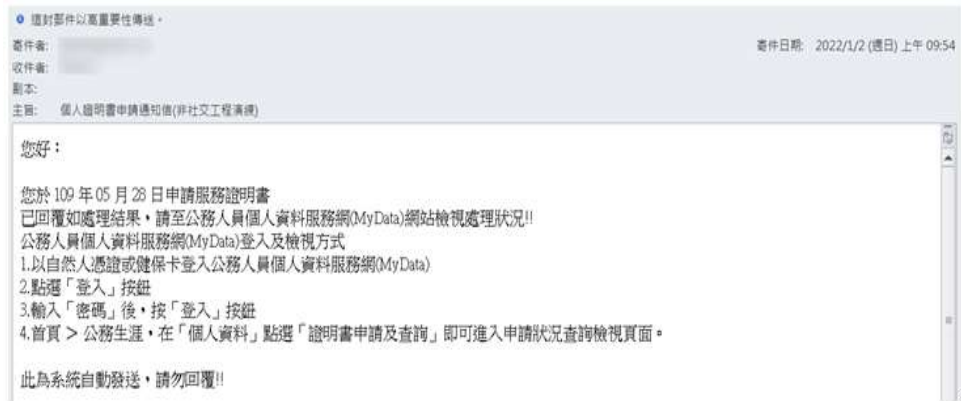 這封郵件以高重要性傳送。
寄件者:
寄件日期: 2022/1/2 (週日) 上午 09:54
收件者:
副本:
主旨: 個人證明書申請通知信(非社交工程演練)
您好：
您於 109 年 05 月 28 日申請服務證明書
已回覆如處理結果，請至公務人員個人資料服務網(MyData)網站檢視處理狀況!!
公務人員個人資料服務網(MyData)登入及檢視方式
1.以自然人憑證或健保卡登入公務人員個人資料服務網(MyData)
2.點選「登入」按鈕
3.輸入「密碼」後，按「登入」按鈕
4.首頁 > 公務生涯，在「個人資料」點選「證明書申請及查詢」即可進入申請狀況查詢檢視頁面。
此為系統自動發送，請勿回覆!!